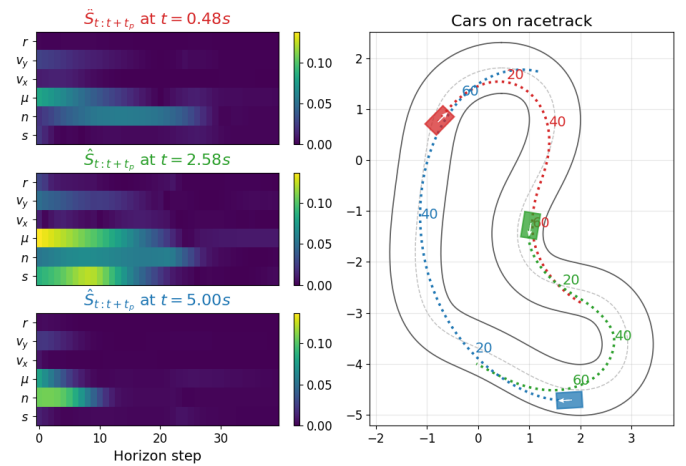 S̈_{t:t+t_p} at t = 0.48s
r
v_y
v_x
μ
n
s
0.10
0.05
0.00
Ŝ_{t:t+t_p} at t = 2.58s
r
v_y
v_x
μ
n
s
0.10
0.05
0.00
Ŝ_{t:t+t_p} at t = 5.00s
r
v_y
v_x
μ
n
s
0.10
0.05
0.00
0 10 20 30
Horizon step
Cars on racetrack
2
1
0
−1
−2
−3
−4
−5
−2 −1 0 1 2 3
20
60
40
60
40
20
40
20
60